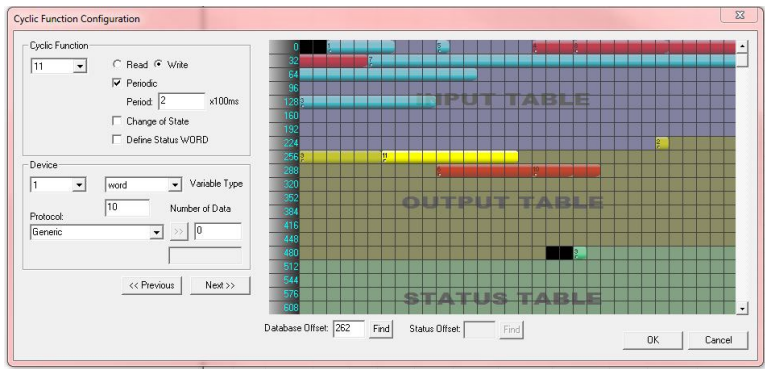 Cyclic Function Configuration
Cyclic Function
11
Read Write
Periodic
Period: 2 x100ms
Change of State
Define Status WORD
Device
1 word Variable Type
10 Number of Data
Protocol:
Generic >> 0
<< Previous Next >>
0
32
64
96
128
160
192
224
256
288
320
352
384
416
448
480
512
544
576
608
INPUT TABLE
OUTPUT TABLE
STATUS TABLE
11
10
Database Offset: 262 Find Status Offset: Find
OK Cancel